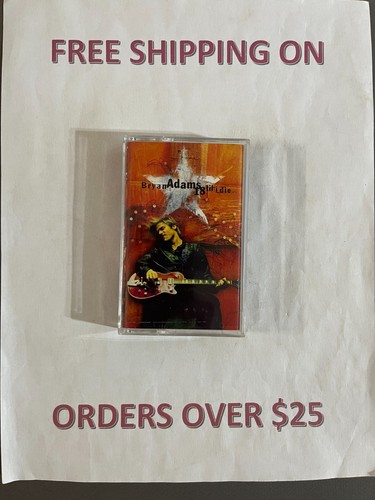 FREE SHIPPING ON
Bryan Adams 18 til i die
ORDERS OVER $25